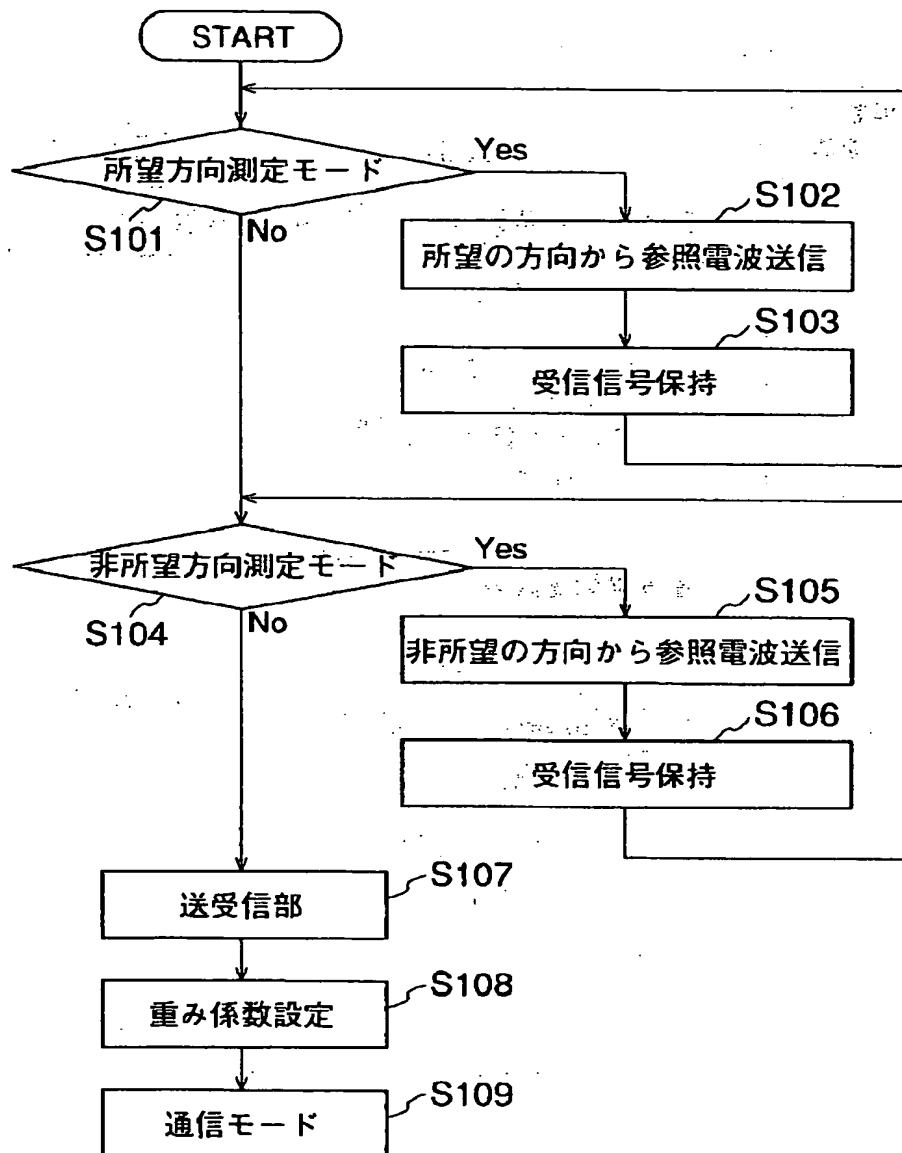 START
所望方向測定モード
Yes
S101
No
S102
所望の方向から参照電波送信
S103
受信信号保持
非所望方向測定モード
Yes
S104
No
S105
非所望の方向から参照電波送信
S106
受信信号保持
S107
送受信部
S108
重み係数設定
S109
通信モード